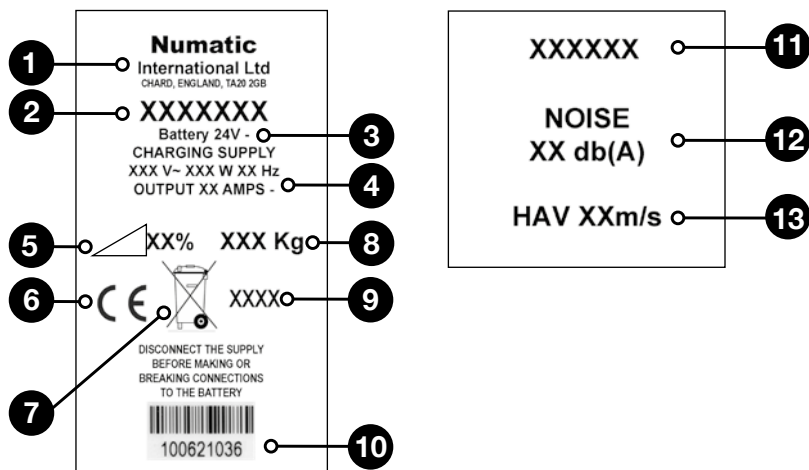 Numatic
International Ltd
CHARD, ENGLAND, TA20 2GB
XXXXXXX
Battery 24V -
CHARGING SUPPLY
XXX V~ XXX W XX Hz
OUTPUT XX AMPS -
XX% XXX Kg
CE XXXX
DISCONNECT THE SUPPLY
BEFORE MAKING OR
BREAKING CONNECTIONS
TO THE BATTERY
100621036
1
2
3
4
5
6
7
8
9
10
XXXXXX
NOISE
XX db(A)
HAV XXm/s
11
12
13